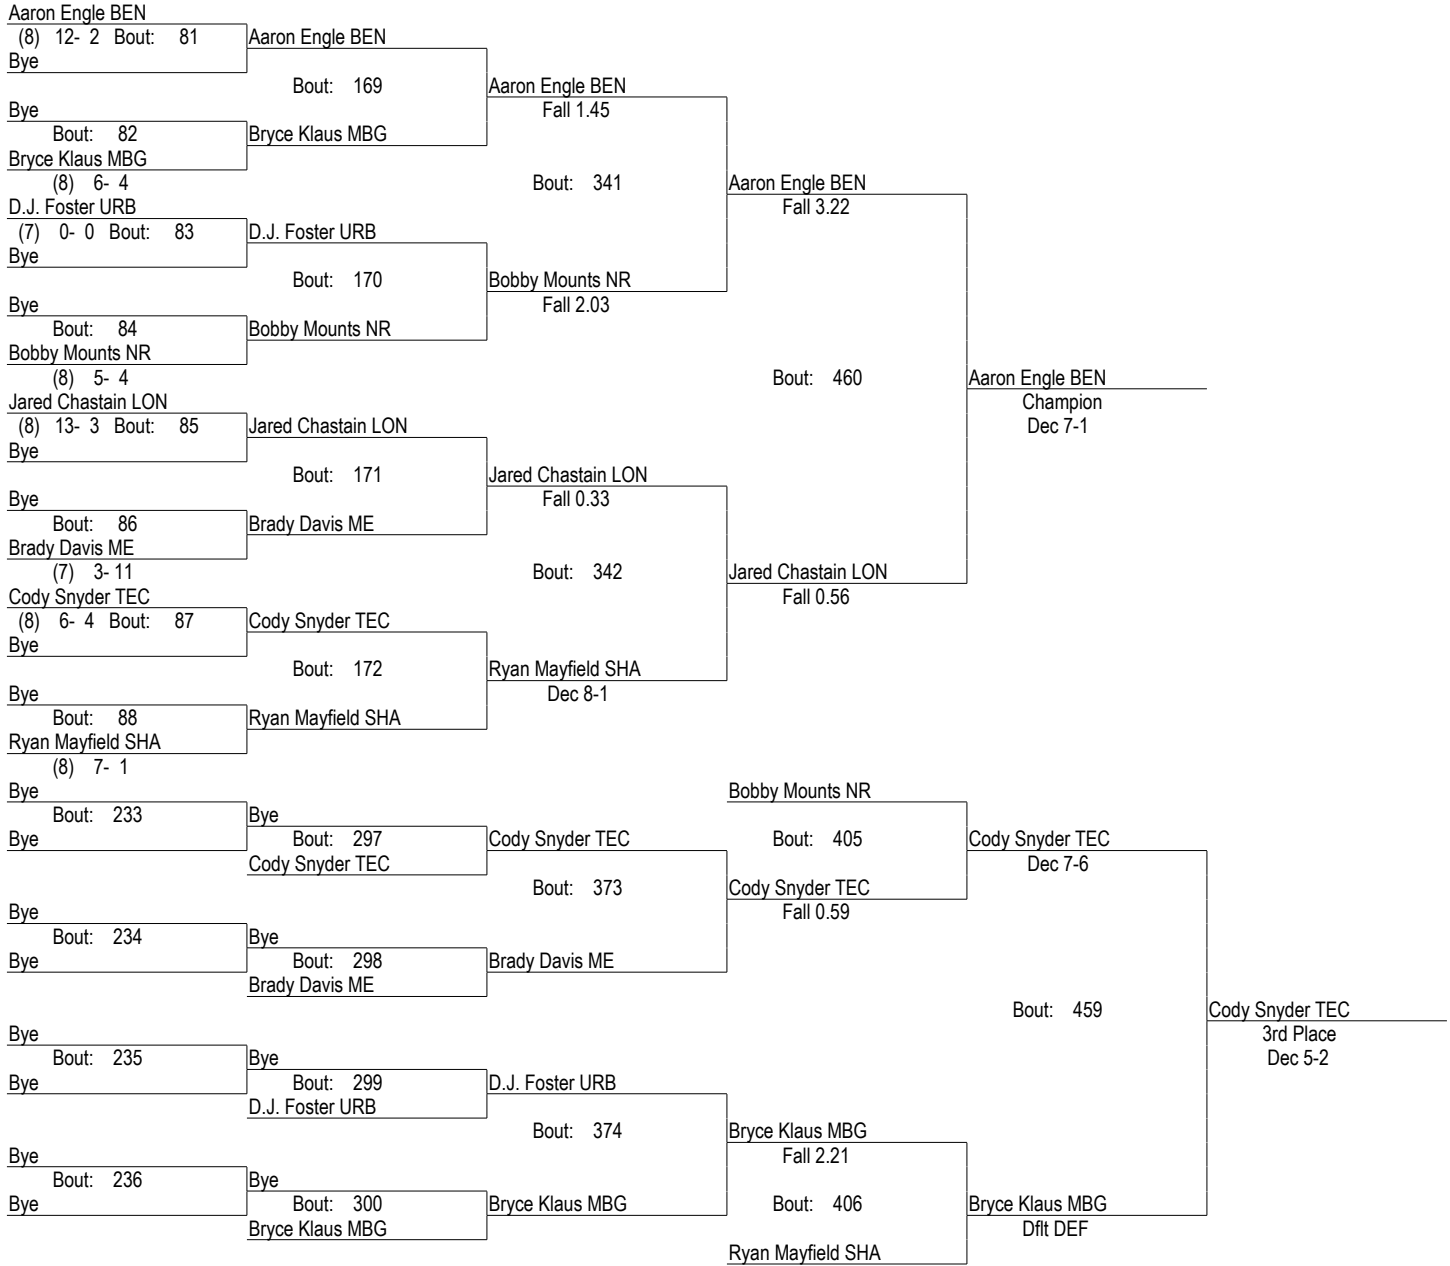 Aaron Engle BEN
(8) 12- 2 Bout: 81 Aaron Engle BEN
Bye
Bout: 169 Aaron Engle BEN
Bye Fall 1.45
Bout: 82 Bryce Klaus MBG
Bryce Klaus MBG
(8) 6- 4 Bout: 341 Aaron Engle BEN
D.J. Foster URB Fall 3.22
(7) 0- 0 Bout: 83 D.J. Foster URB
Bye
Bout: 170 Bobby Mounts NR
Bye Fall 2.03
Bout: 84 Bobby Mounts NR
Bobby Mounts NR
(8) 5- 4 Bout: 460 Aaron Engle BEN
Jared Chastain LON Champion
(8) 13- 3 Bout: 85 Jared Chastain LON Dec 7-1
Bye
Bout: 171 Jared Chastain LON
Bye Fall 0.33
Bout: 86 Brady Davis ME
Brady Davis ME
(7) 3- 11 Bout: 342 Jared Chastain LON
Cody Snyder TEC Fall 0.56
(8) 6- 4 Bout: 87 Cody Snyder TEC
Bye
Bout: 172 Ryan Mayfield SHA
Bye Dec 8-1
Bout: 88 Ryan Mayfield SHA
Ryan Mayfield SHA
(8) 7- 1
Bye Bobby Mounts NR
Bout: 233 Bye
Bye Bout: 297 Cody Snyder TEC Bout: 405 Cody Snyder TEC
Cody Snyder TEC Dec 7-6
Bout: 373 Cody Snyder TEC
Bye Fall 0.59
Bout: 234 Bye
Bye Bout: 298 Brady Davis ME
Brady Davis ME
Bout: 459 Cody Snyder TEC
Bye 3rd Place
Bout: 235 Bye Dec 5-2
Bye Bout: 299 D.J. Foster URB
D.J. Foster URB
Bout: 374 Bryce Klaus MBG
Bye Fall 2.21
Bout: 236 Bye
Bye Bout: 300 Bryce Klaus MBG Bout: 406 Bryce Klaus MBG
Bryce Klaus MBG Dflt DEF
Ryan Mayfield SHA